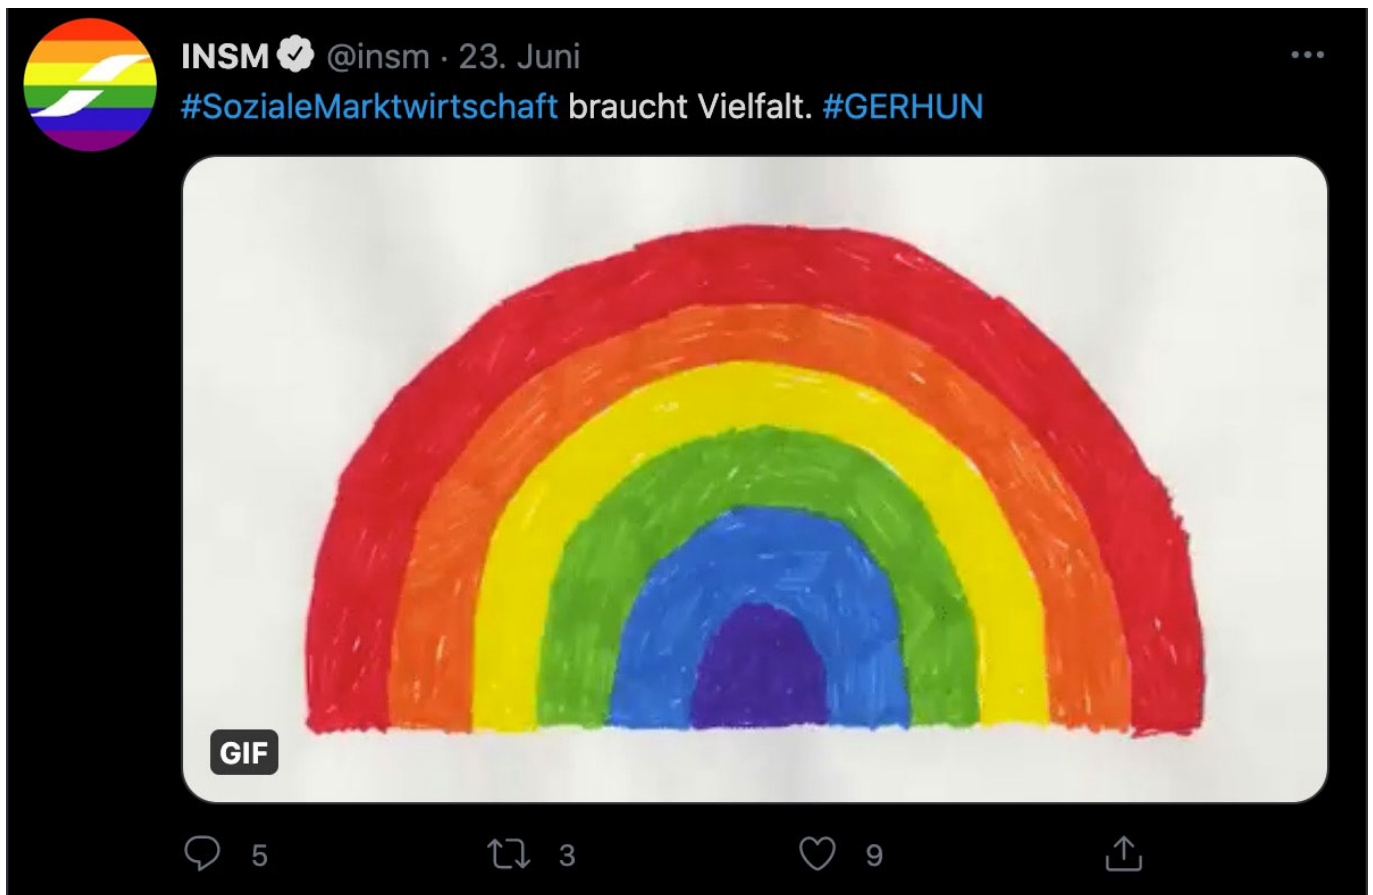 INSM @insm · 23. Juni
#SozialeMarktwirtschaft braucht Vielfalt. #GERHUN
GIF
5 3 9